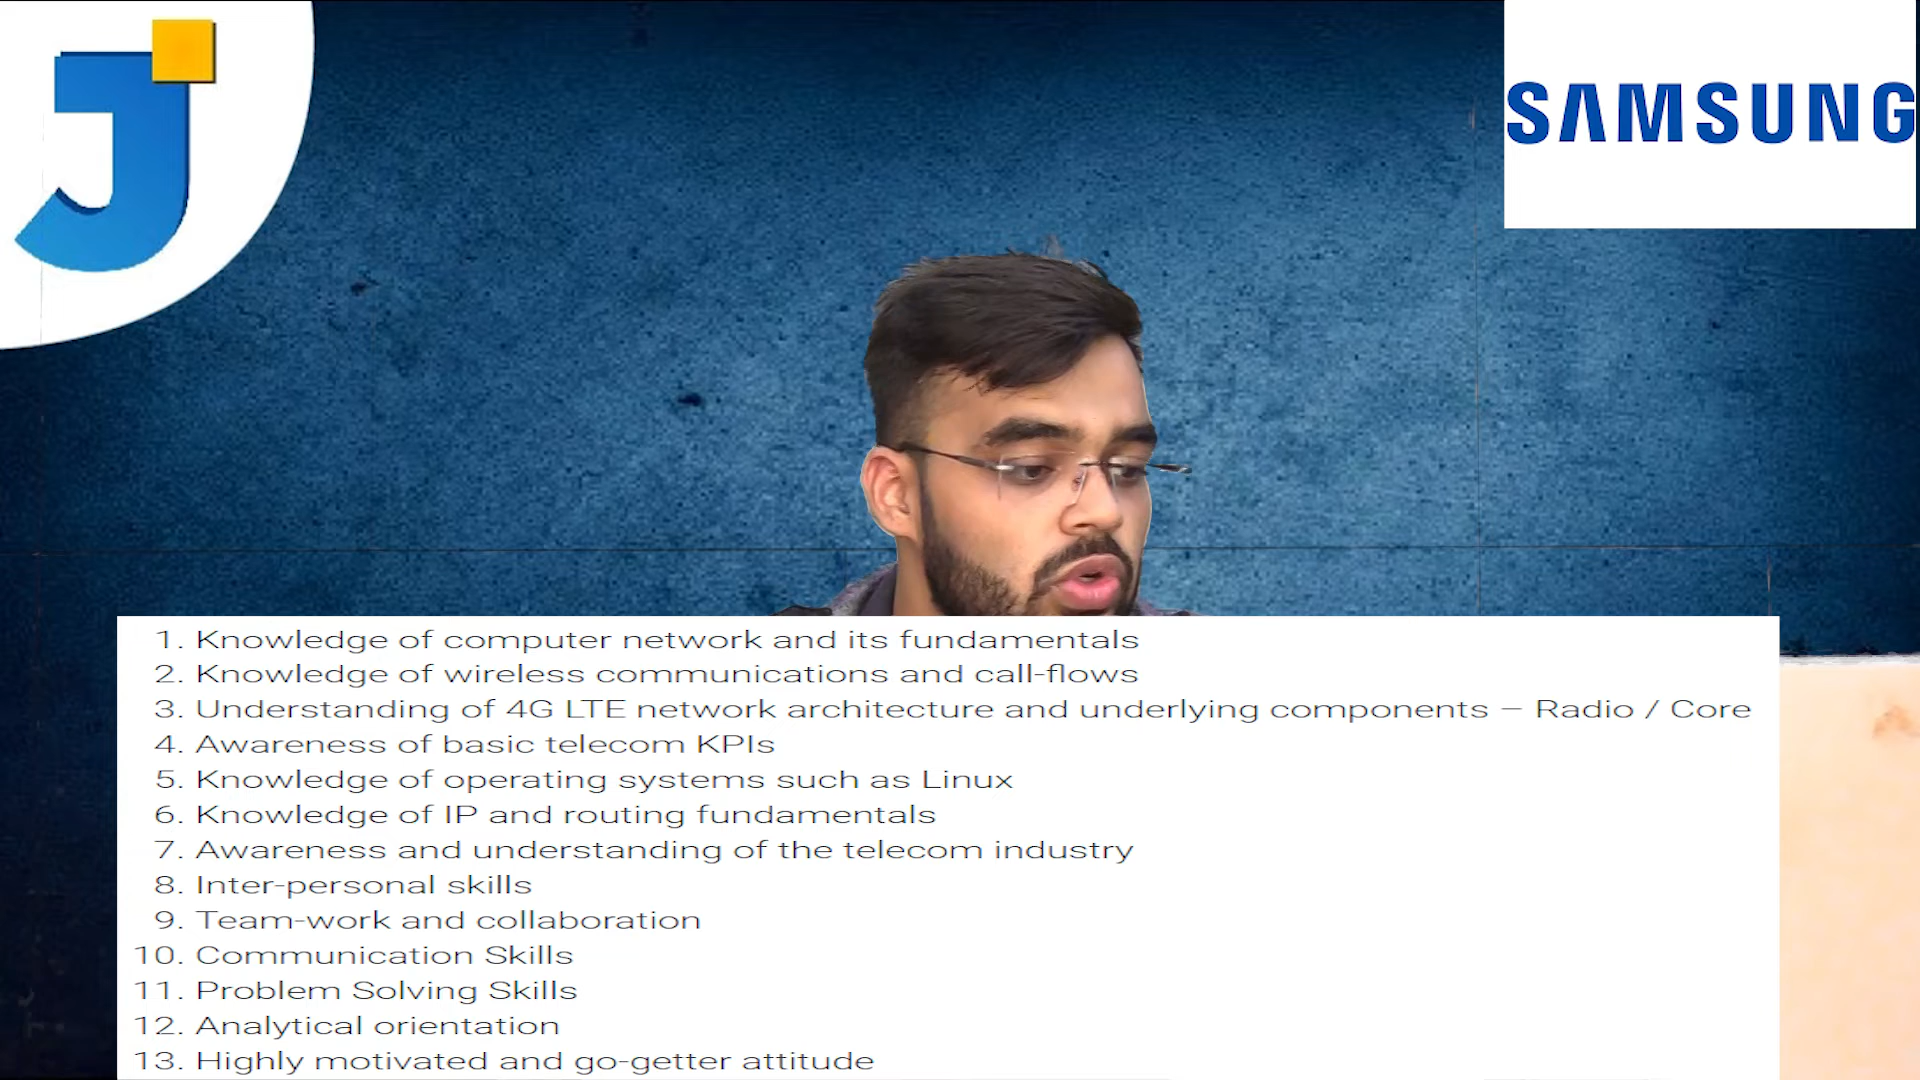 SAMSUNG
1. Knowledge of computer network and its fundamentals
2. Knowledge of wireless communications and call-flows
3. Understanding of 4G LTE network architecture and underlying components – Radio / Core
4. Awareness of basic telecom KPIs
5. Knowledge of operating systems such as Linux
6. Knowledge of IP and routing fundamentals
7. Awareness and understanding of the telecom industry
8. Inter-personal skills
9. Team-work and collaboration
10. Communication Skills
11. Problem Solving Skills
12. Analytical orientation
13. Highly motivated and go-getter attitude